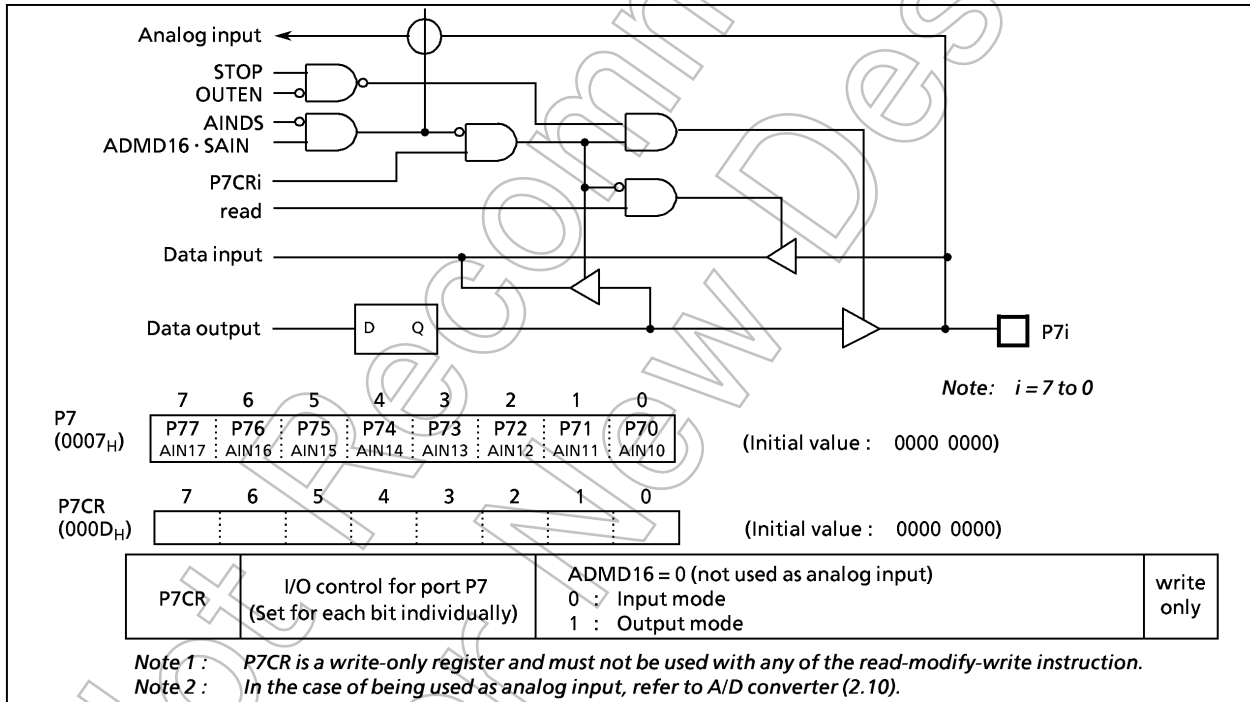 Analog input
STOP
OUTEN
AINDS
ADMD16 · SAIN
P7CRi
read
Data input
Data output
D Q
P7i
Note: i = 7 to 0
7 6 5 4 3 2 1 0
P7
(0007H)
P77 P76 P75 P74 P73 P72 P71 P70
AIN17 AIN16 AIN15 AIN14 AIN13 AIN12 AIN11 AIN10
(Initial value : 0000 0000)
7 6 5 4 3 2 1 0
P7CR
(000DH)
(Initial value : 0000 0000)
P7CR
I/O control for port P7
(Set for each bit individually)
ADMD16 = 0 (not used as analog input)
0 : Input mode
1 : Output mode
write
only
Note 1 : P7CR is a write-only register and must not be used with any of the read-modify-write instruction.
Note 2 : In the case of being used as analog input, refer to A/D converter (2.10).